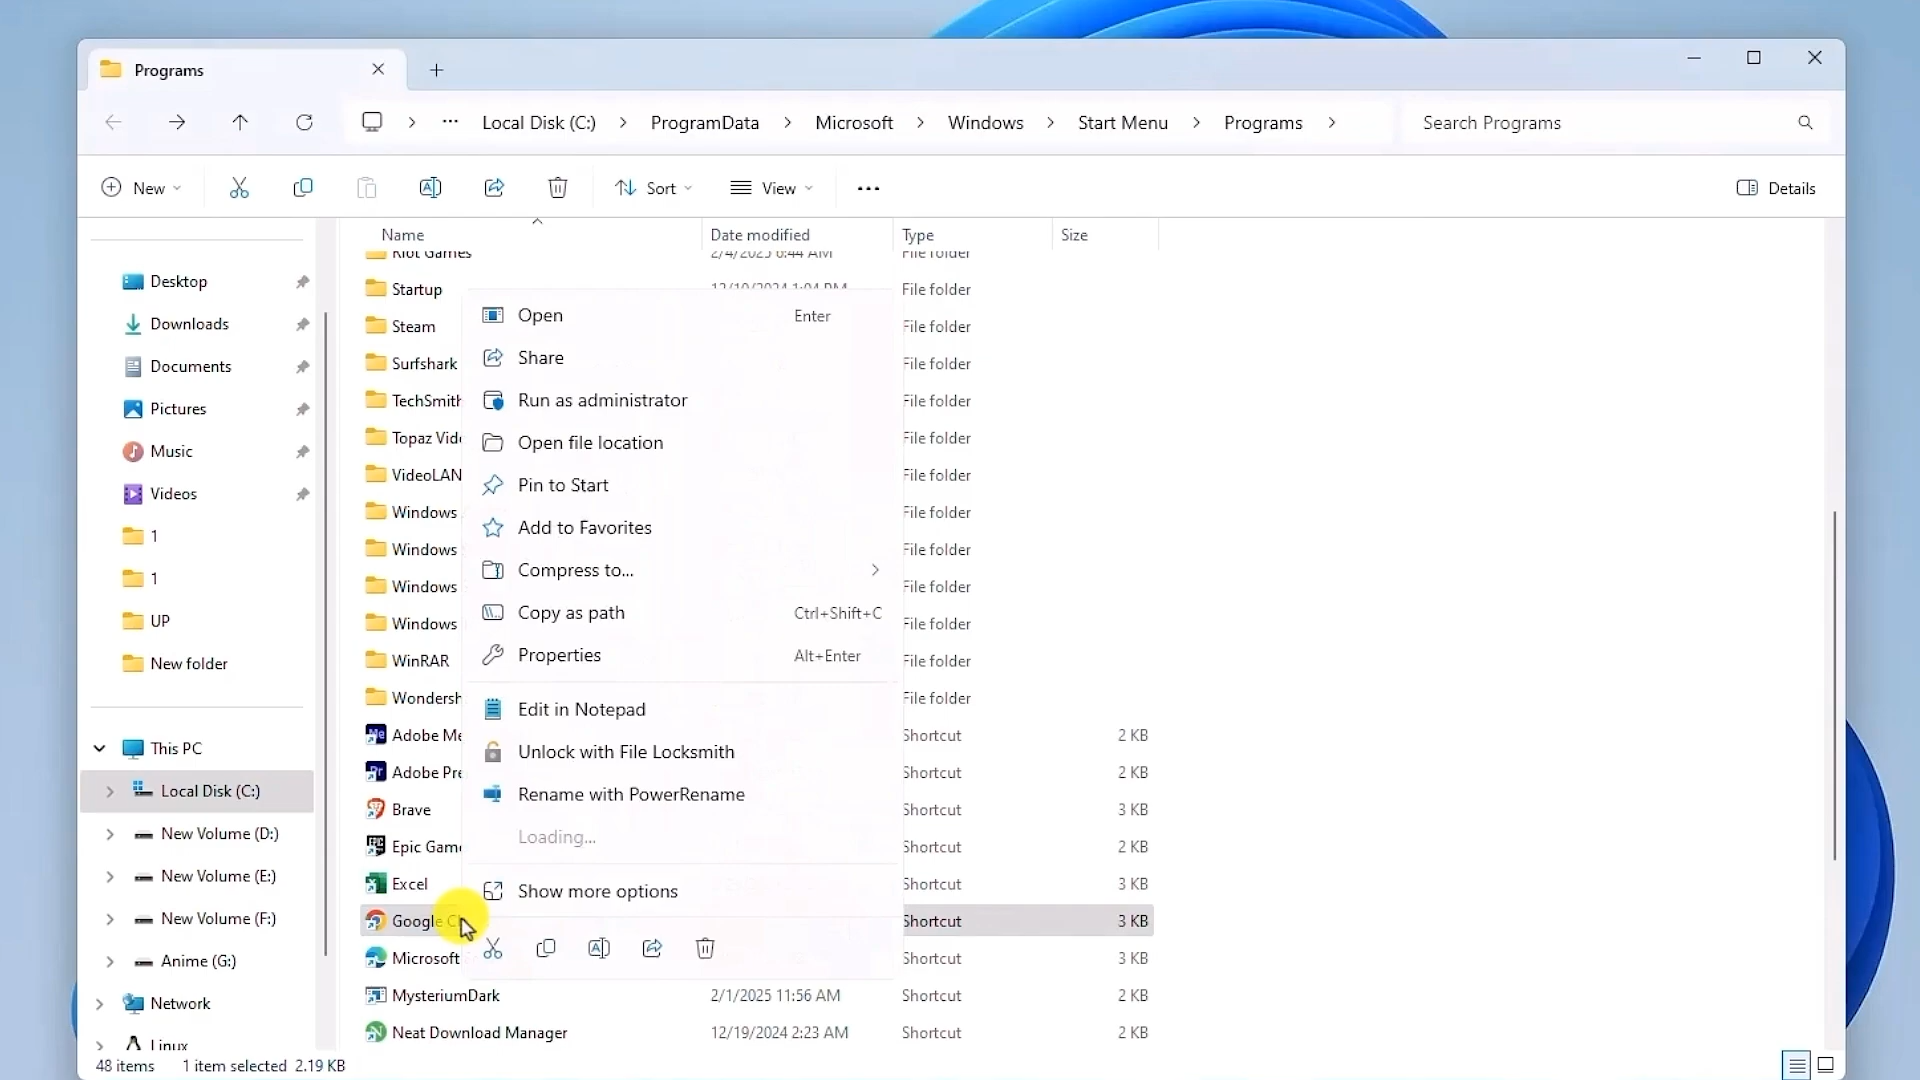 Programs
Local Disk (C:) ProgramData Microsoft Windows Start Menu Programs
Search Programs
New
Sort
View
Details
Name Date modified Type Size
Riot Games 2/4/2025 6:44 AM File folder
Startup 12/10/2024 1:04 PM File folder
Steam File folder
Surfshark File folder
TechSmith File folder
Topaz Vide File folder
VideoLAN File folder
Windows File folder
Windows File folder
Windows File folder
Windows File folder
WinRAR File folder
Wondersh File folder
Adobe Me Shortcut 2 KB
Adobe Pre Shortcut 2 KB
Brave Shortcut 3 KB
Epic Game Shortcut 2 KB
Excel Shortcut 3 KB
Google C Shortcut 3 KB
Microsoft Shortcut 3 KB
MysteriumDark 2/1/2025 11:56 AM Shortcut 2 KB
Neat Download Manager 12/19/2024 2:23 AM Shortcut 2 KB
Open Enter
Share
Run as administrator
Open file location
Pin to Start
Add to Favorites
Compress to...
Copy as path Ctrl+Shift+C
Properties Alt+Enter
Edit in Notepad
Unlock with File Locksmith
Rename with PowerRename
Loading...
Show more options
Desktop
Downloads
Documents
Pictures
Music
Videos
1
1
UP
New folder
This PC
Local Disk (C:)
New Volume (D:)
New Volume (E:)
New Volume (F:)
Anime (G:)
Network
Linux
48 items 1 item selected 2.19 KB